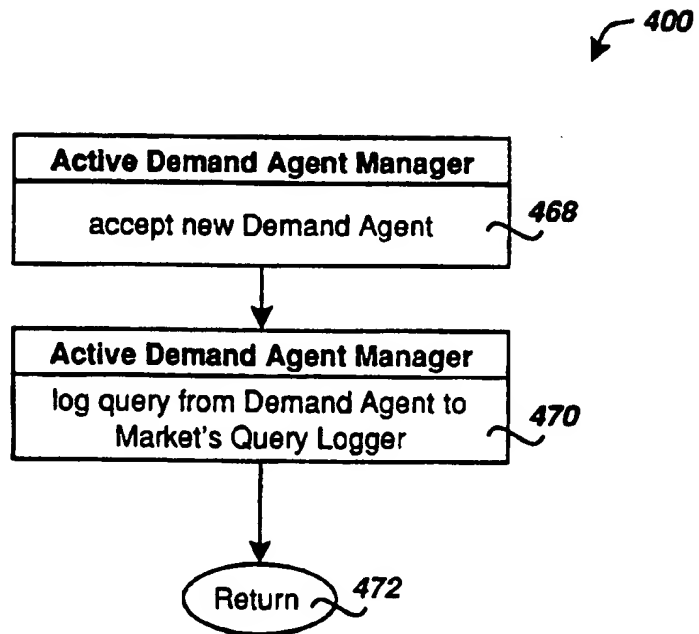 400
Active Demand Agent Manager
accept new Demand Agent
468
Active Demand Agent Manager
log query from Demand Agent to
Market's Query Logger
470
Return
472